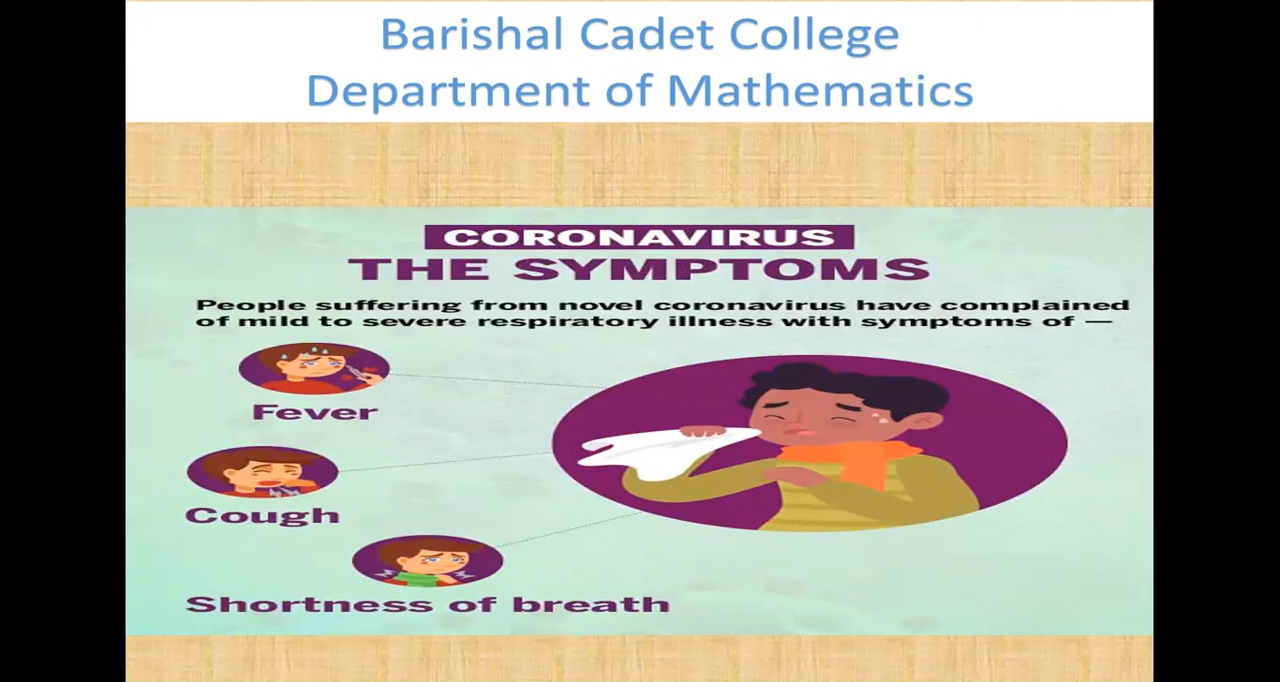 Barishal Cadet College
Department of Mathematics
CORONAVIRUS
THE SYMPTOMS
People suffering from novel coronavirus have complained
of mild to severe respiratory illness with symptoms of —
Fever
Cough
Shortness of breath